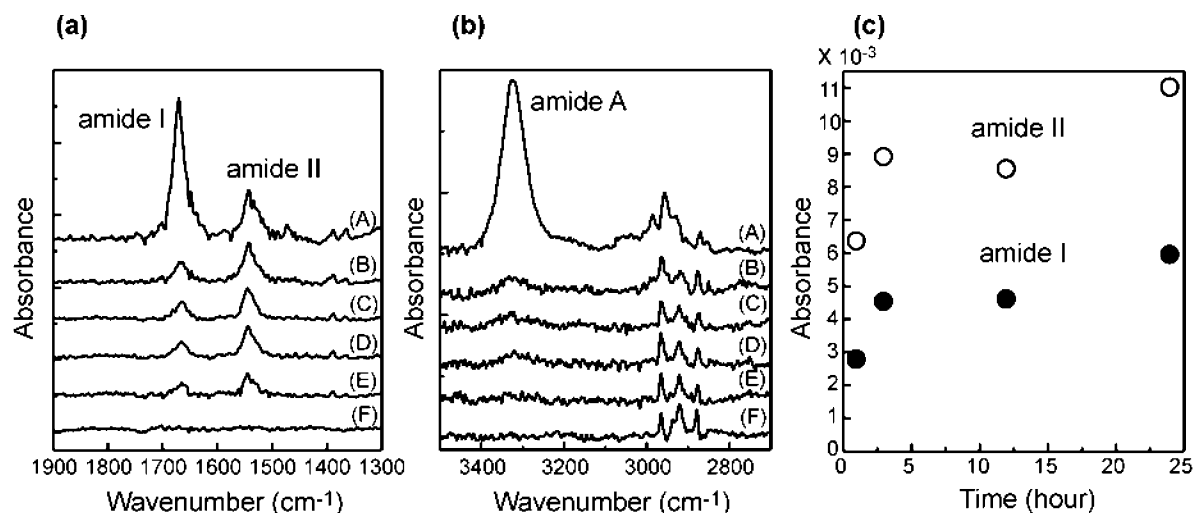 (a)
amide I
amide II
(A)
(B)
(C)
(D)
(E)
(F)
Absorbance
1900 1800 1700 1600 1500 1400 1300
Wavenumber (cm-1)
(b)
amide A
(A)
(B)
(C)
(D)
(E)
(F)
Absorbance
3400 3200 3000 2800
Wavenumber (cm-1)
(c)
X 10-3
11
10
9
8
7
6
5
4
3
2
1
0
amide II
amide I
Absorbance
0 5 10 15 20 25
Time (hour)